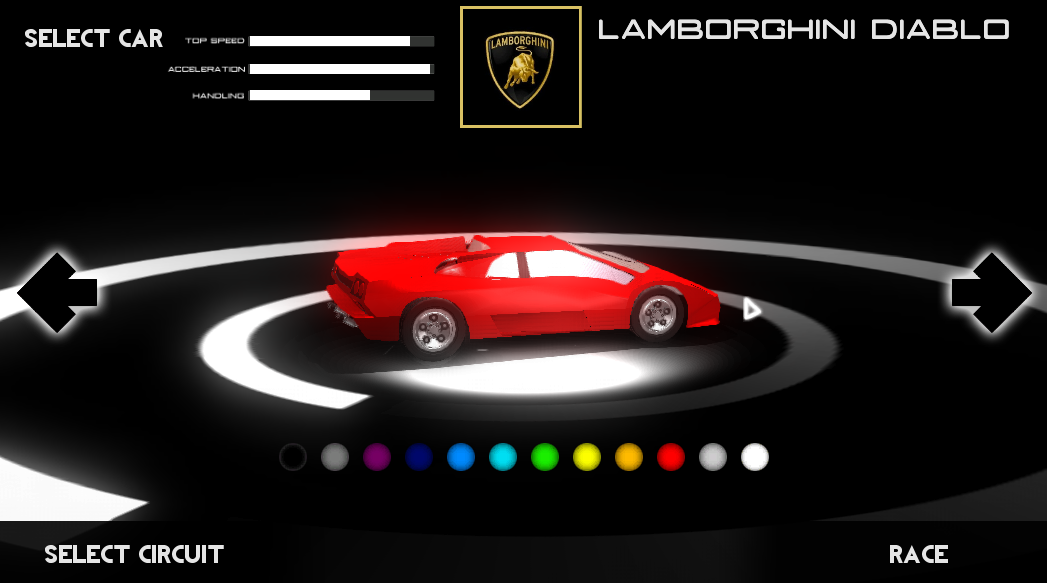 SELECT CAR
TOP SPEED
ACCELERATION
HANDLING
LAMBORGHINI
LAMBORGHINI DIABLO
SELECT CIRCUIT
RACE